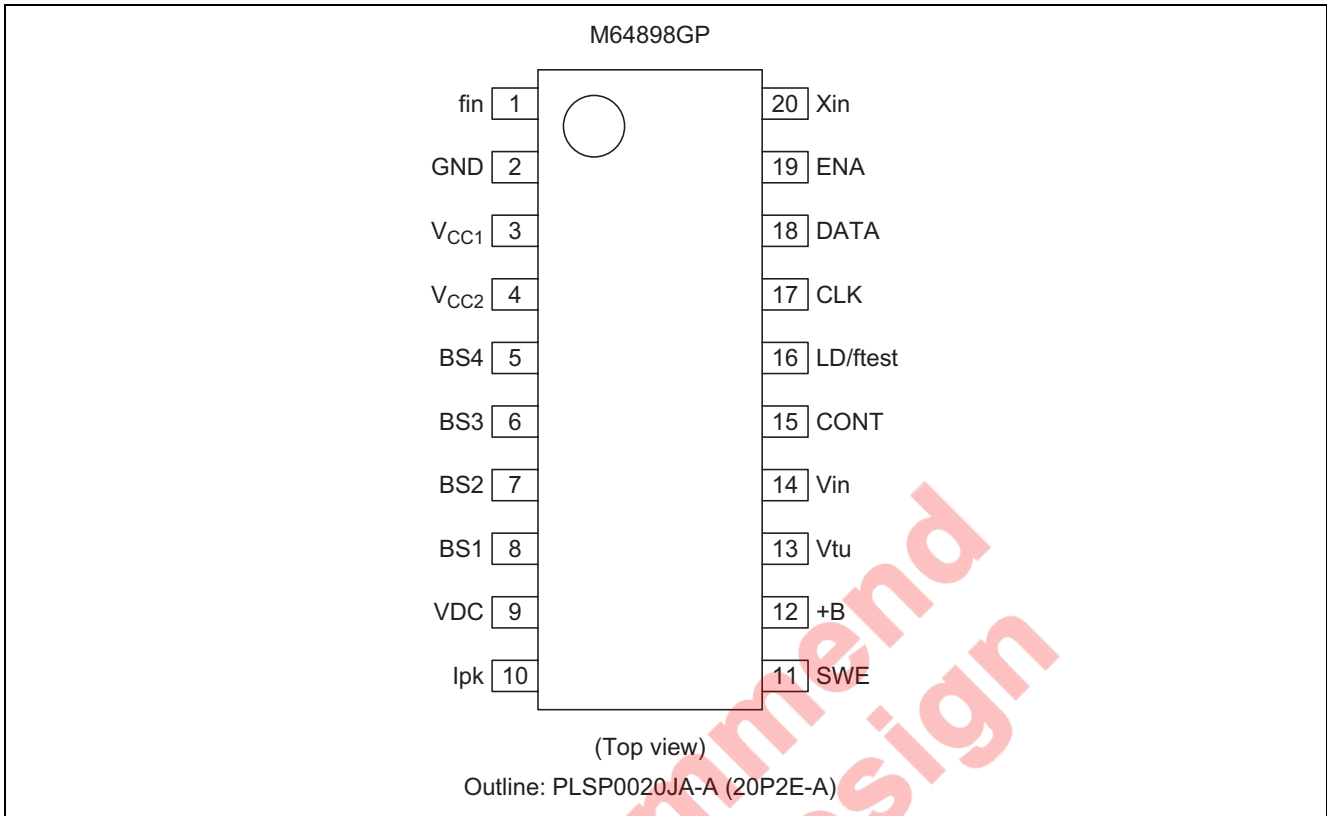 M64898GP
fin 1
20 Xin
GND 2
19 ENA
VCC1 3
18 DATA
VCC2 4
17 CLK
BS4 5
16 LD/ftest
BS3 6
15 CONT
BS2 7
14 Vin
BS1 8
13 Vtu
VDC 9
12 +B
Ipk 10
11 SWE
(Top view)
Outline: PLSP0020JA-A (20P2E-A)
mmend
esign